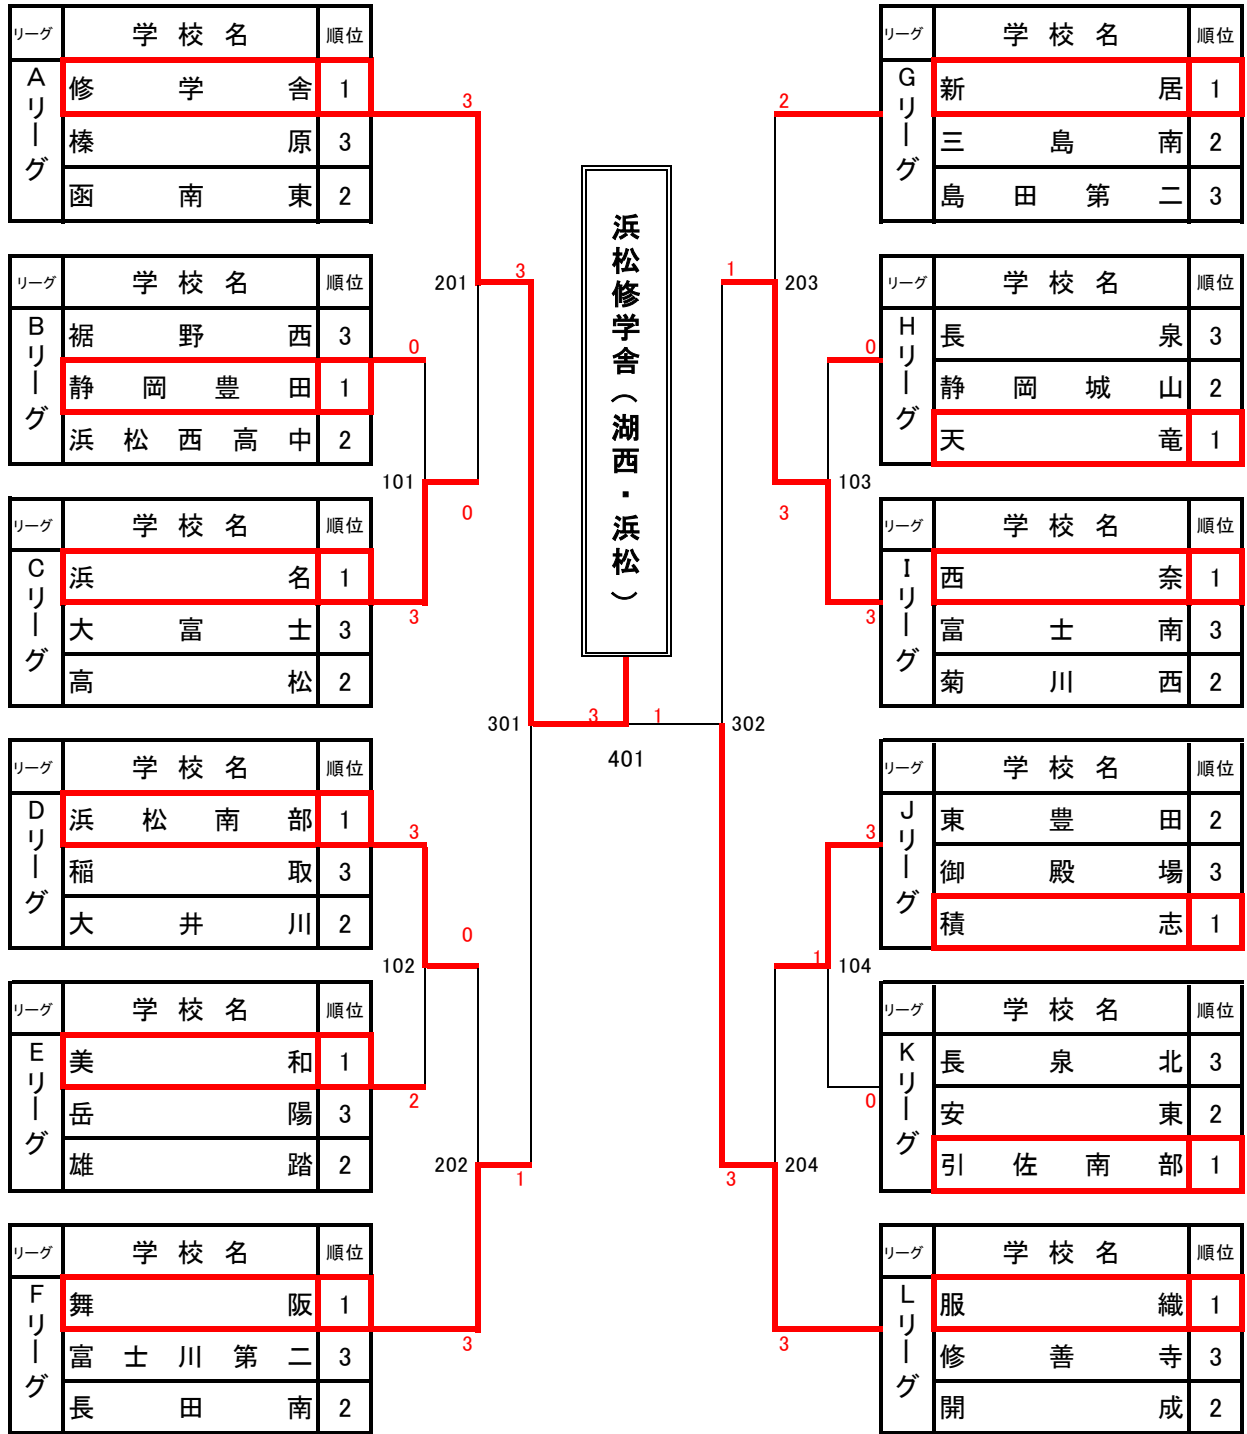 リーグ 学校名 順位
Aリーグ
修学舎 1
榛原 3
函南東 2
リーグ 学校名 順位
Bリーグ
裾野西 3
静岡豊田 1
浜松西高中 2
リーグ 学校名 順位
Cリーグ
浜名 1
大富士 3
高松 2
リーグ 学校名 順位
Dリーグ
浜松南部 1
稲取 3
大井川 2
リーグ 学校名 順位
Eリーグ
美和 1
岳陽 3
雄踏 2
リーグ 学校名 順位
Fリーグ
舞阪 1
富士川第二 3
長田南 2
3
201
3
0
101
0
3
301
3
0
102
2
202
1
3
浜松修学舎（湖西・浜松）
3 1
401
2
1
203
0
103
3
3
302
3
1
104
0
3
204
3
リーグ 学校名 順位
Gリーグ
新居 1
三島南 2
島田第二 3
リーグ 学校名 順位
Hリーグ
長泉 3
静岡城山 2
天竜 1
リーグ 学校名 順位
Iリーグ
西奈 1
富士南 3
菊川西 2
リーグ 学校名 順位
Jリーグ
東豊田 2
御殿場 3
積志 1
リーグ 学校名 順位
Kリーグ
長泉北 3
安東 2
引佐南部 1
リーグ 学校名 順位
Lリーグ
服織 1
修善寺 3
開成 2